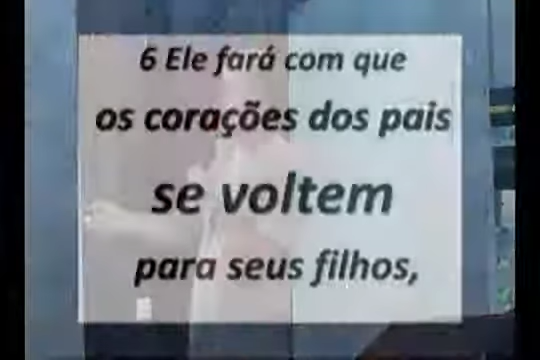 6 Ele fará com que
os corações dos pais
se voltem
para seus filhos,